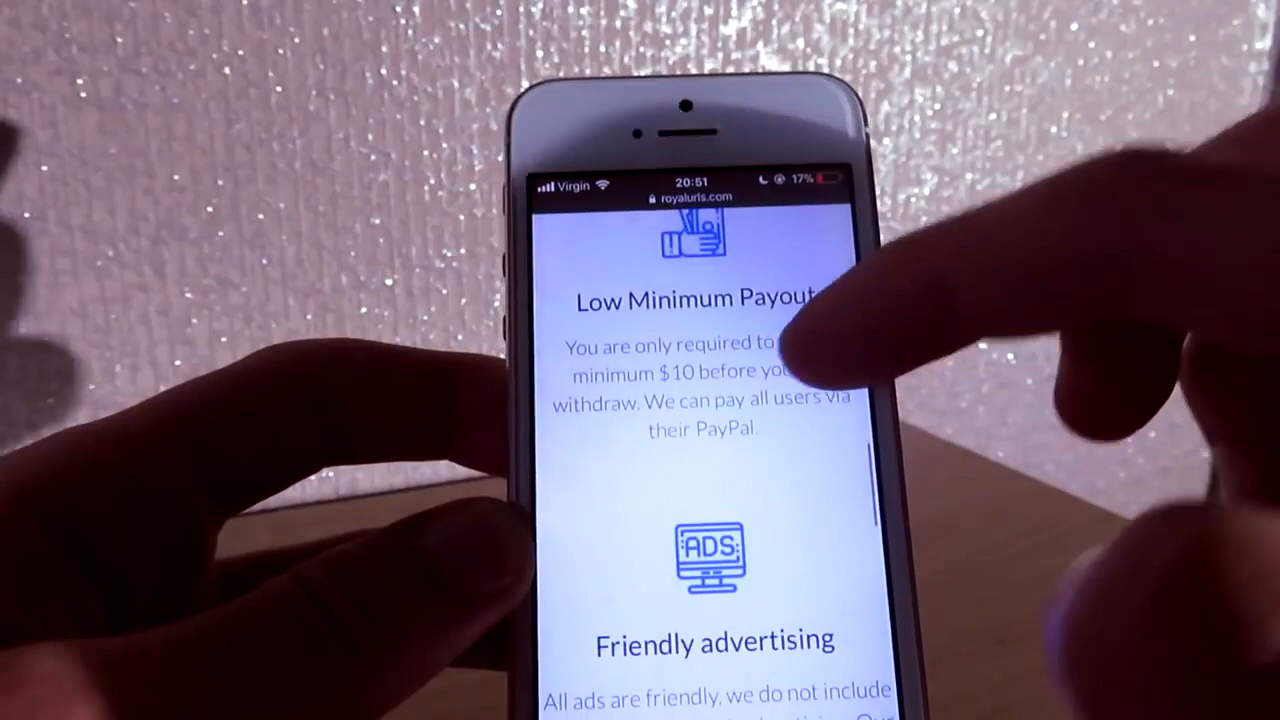 Virgin 20:51 17%
royalurls.com
Low Minimum Payout
You are only required to
minimum $10 before you
withdraw. We can pay all users via
their PayPal.
ADS
Friendly advertising
All ads are friendly, we do not include